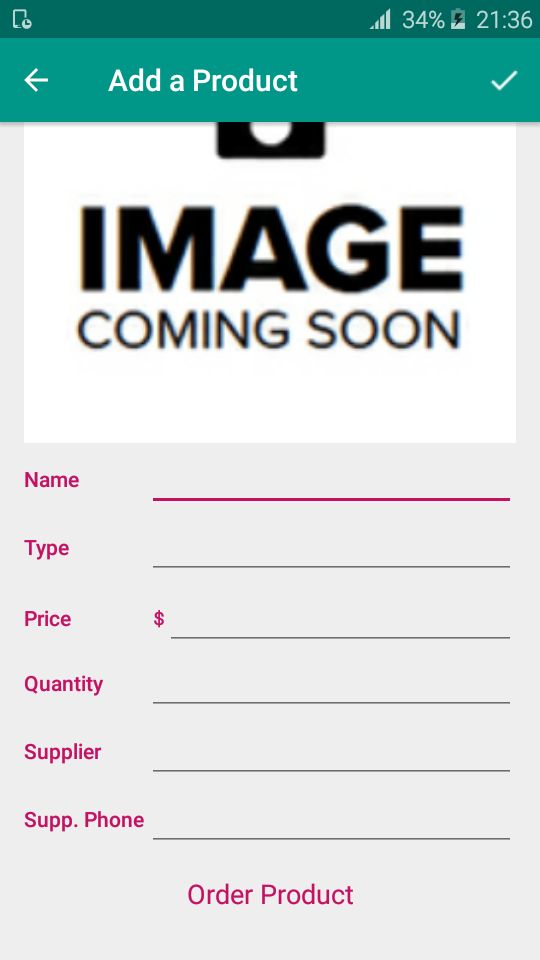 34% 21:36
Add a Product
IMAGE
COMING SOON
Name
Type
Price $
Quantity
Supplier
Supp. Phone
Order Product